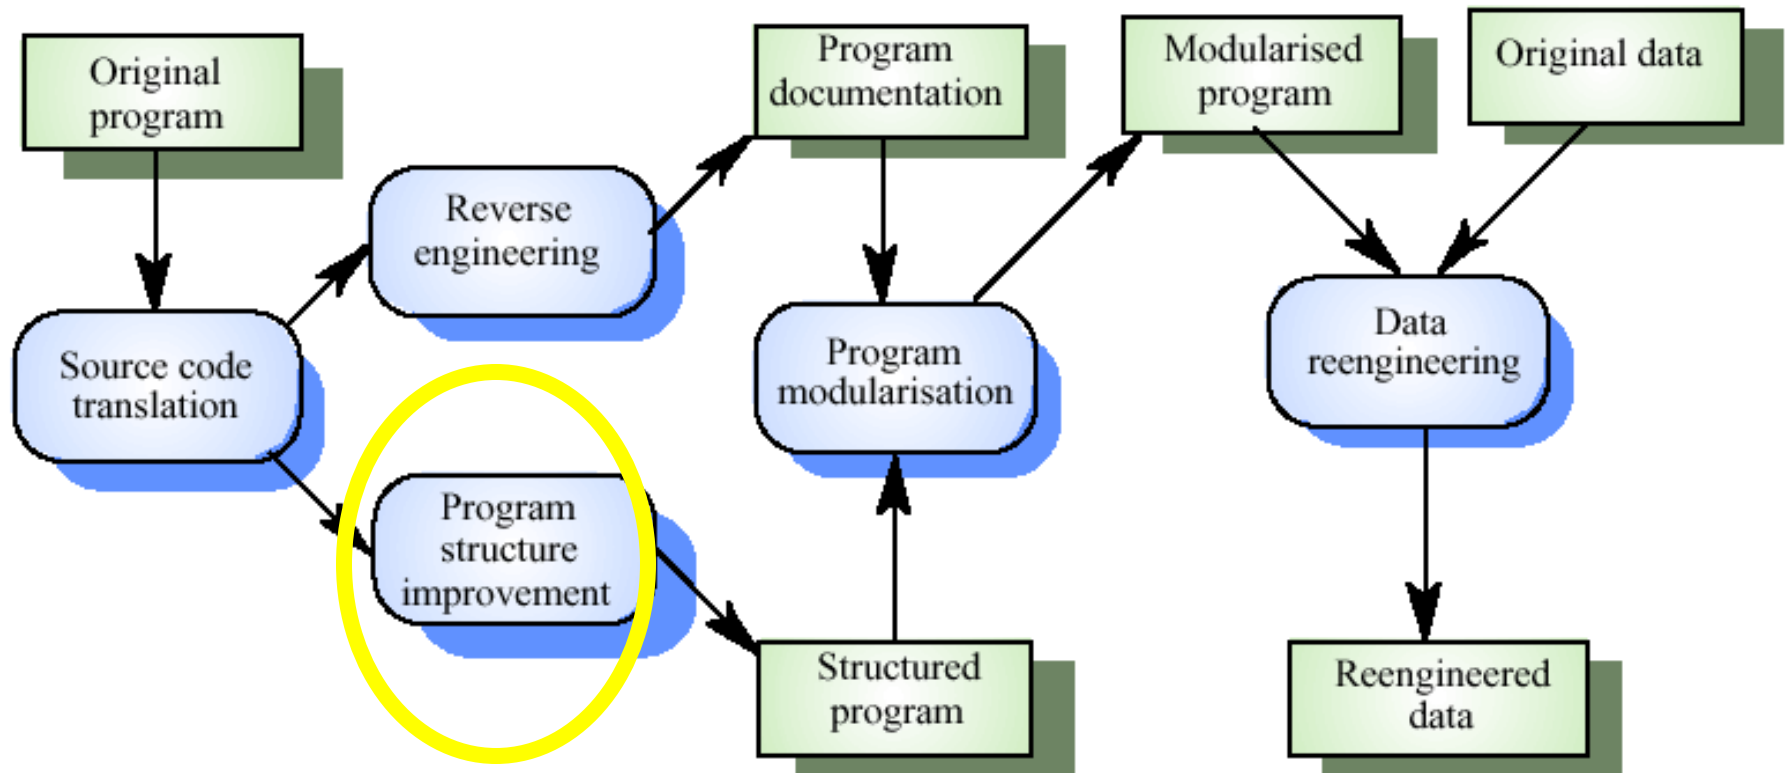 Original
program
Program
documentation
Modularised
program
Original data
Reverse
engineering
Source code
translation
Program
modularisation
Data
reengineering
Program
structure
improvement
Structured
program
Reengineered
data